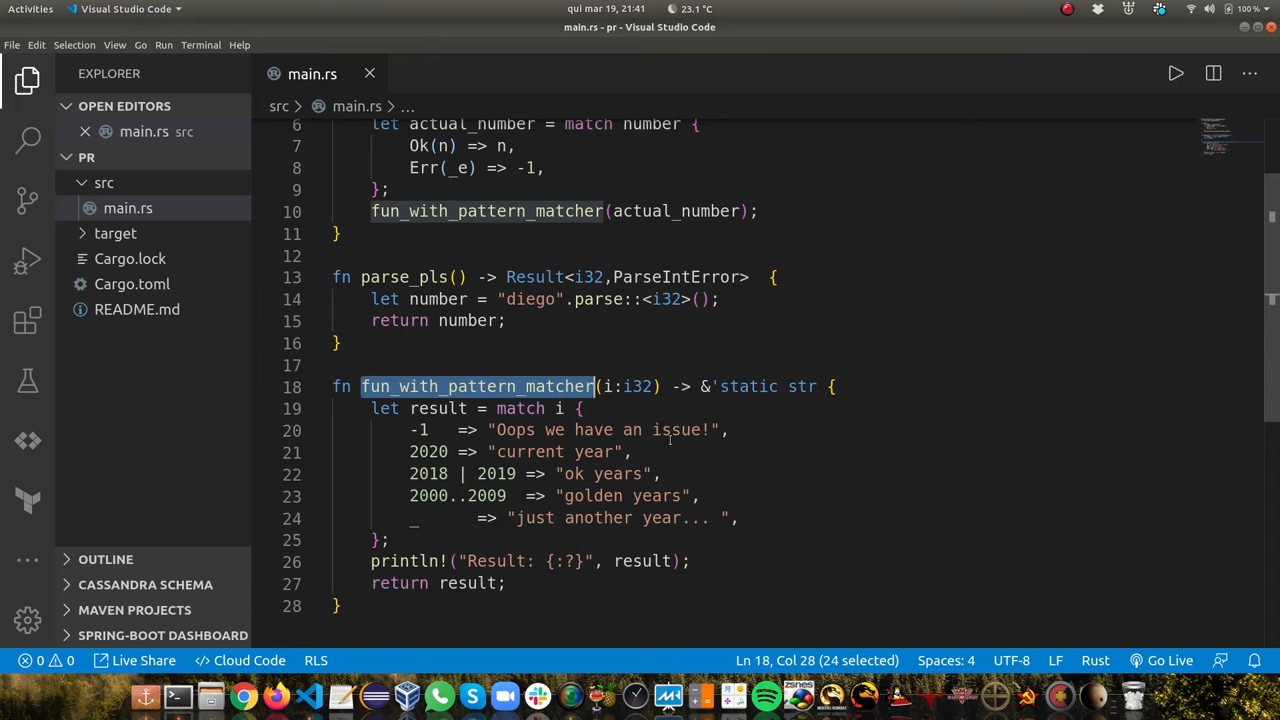 Activities Visual Studio Code qui mar 19, 21:41 23.1 °C 100 %
main.rs - pr - Visual Studio Code
File Edit Selection View Go Run Terminal Help
EXPLORER
OPEN EDITORS
main.rs src
PR
src
main.rs
target
Cargo.lock
Cargo.toml
README.md
OUTLINE
CASSANDRA SCHEMA
MAVEN PROJECTS
SPRING-BOOT DASHBOARD
main.rs
src > main.rs > ...
6 let actual_number = match number {
7 Ok(n) => n,
8 Err(_e) => -1,
9 };
10 fun_with_pattern_matcher(actual_number);
11 }
12
13 fn parse_pls() -> Result<i32,ParseIntError> {
14 let number = "diego".parse::<i32>();
15 return number;
16 }
17
18 fn fun_with_pattern_matcher(i:i32) -> &'static str {
19 let result = match i {
20 -1 => "Oops we have an issue!",
21 2020 => "current year",
22 2018 | 2019 => "ok years",
23 2000..2009 => "golden years",
24 _ => "just another year... ",
25 };
26 println!("Result: {:?}", result);
27 return result;
28 }
0 0 Live Share Cloud Code RLS Ln 18, Col 28 (24 selected) Spaces: 4 UTF-8 LF Rust Go Live